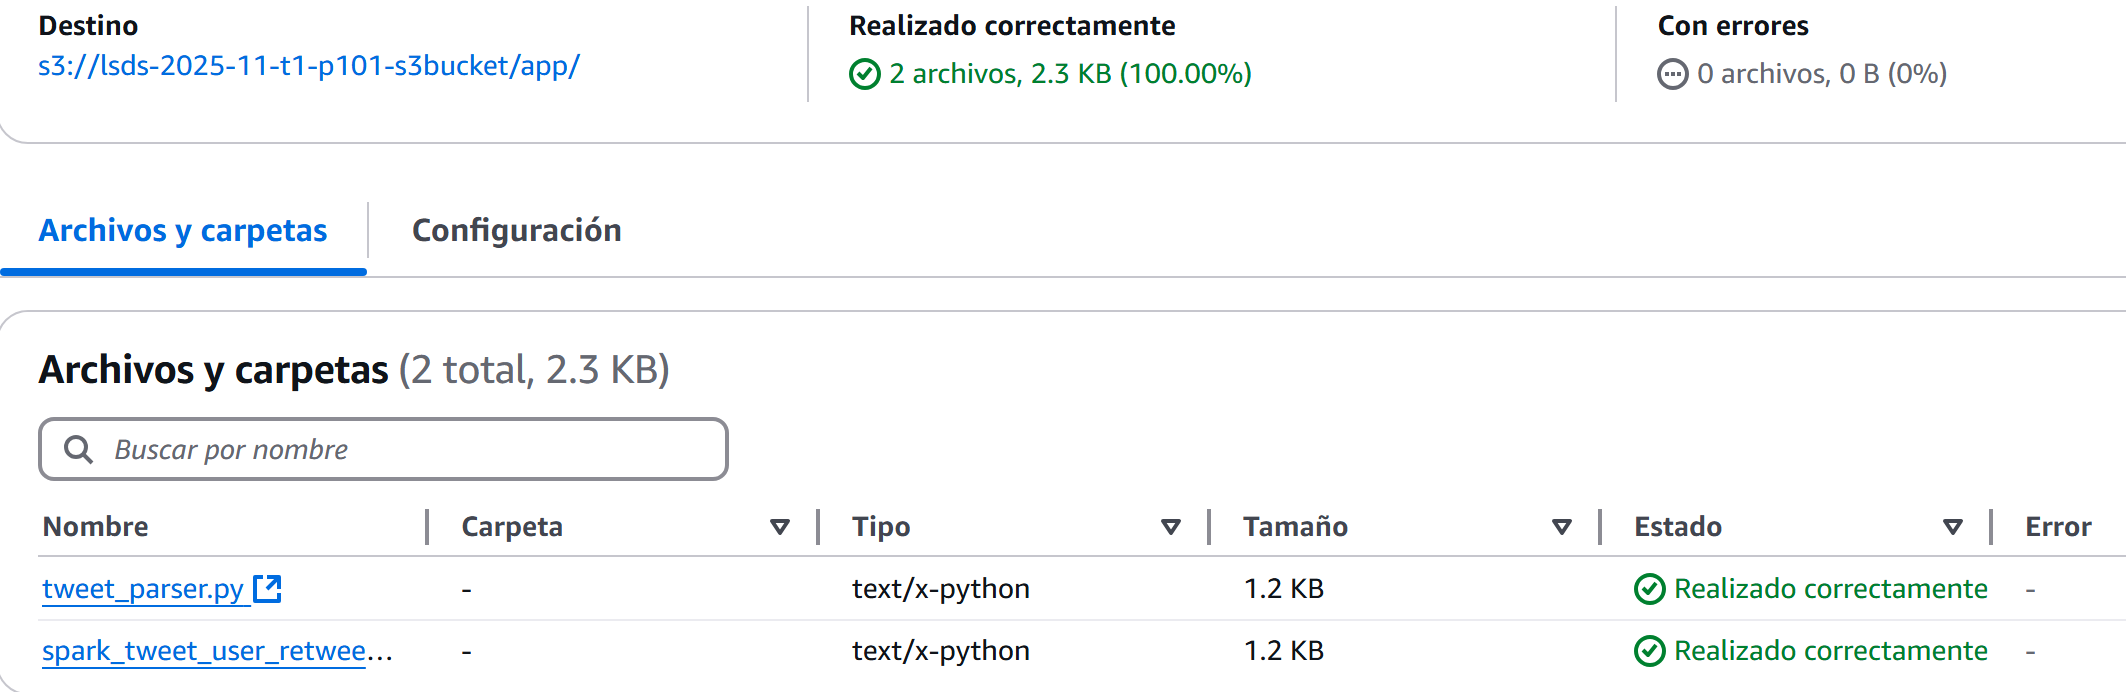 Destino
s3://lsds-2025-11-t1-p101-s3bucket/app/
Realizado correctamente
2 archivos, 2.3 KB (100.00%)
Con errores
0 archivos, 0 B (0%)
Archivos y carpetas
Configuración
Archivos y carpetas (2 total, 2.3 KB)
Buscar por nombre
Nombre Carpeta Tipo Tamaño Estado Error
tweet_parser.py - text/x-python 1.2 KB Realizado correctamente -
spark_tweet_user_retwee... - text/x-python 1.2 KB Realizado correctamente -